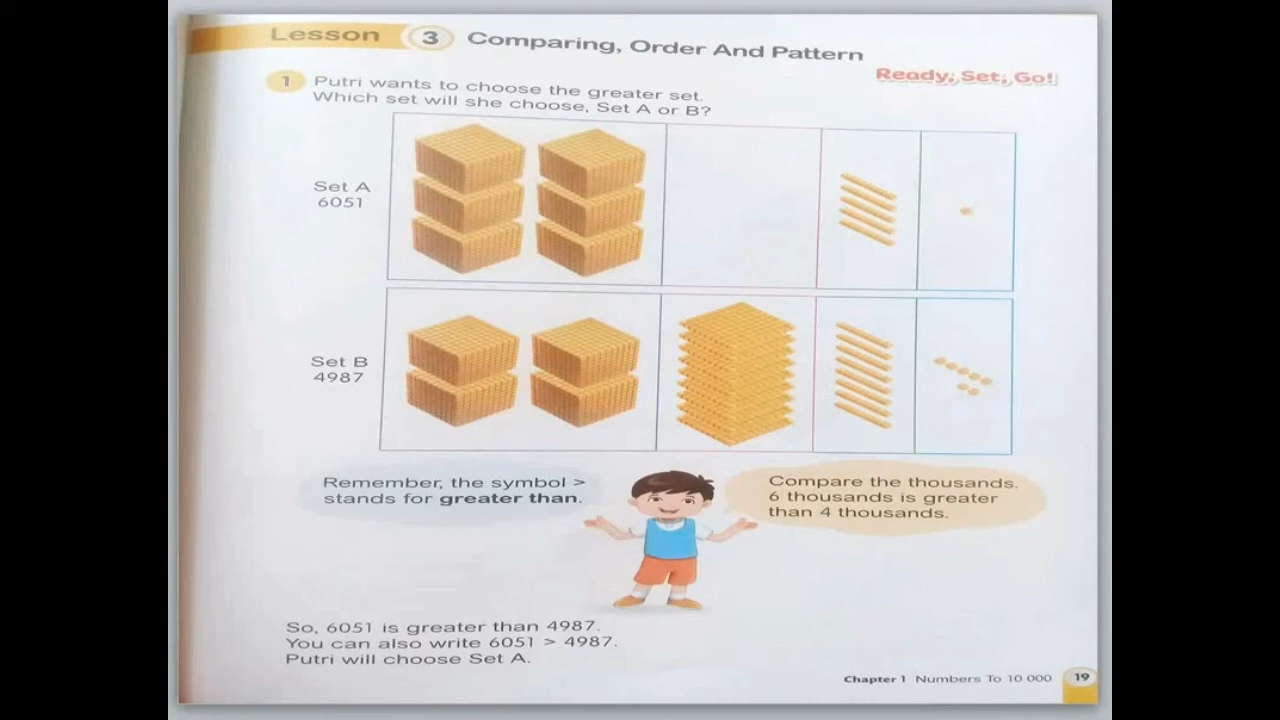 Lesson 3 Comparing, Order And Pattern
Ready, Set, Go!
1 Putri wants to choose the greater set.
Which set will she choose, Set A or B?
Set A
6051
Set B
4987
Remember, the symbol >
stands for greater than.
Compare the thousands.
6 thousands is greater
than 4 thousands.
So, 6051 is greater than 4987.
You can also write 6051 > 4987.
Putri will choose Set A.
Chapter 1 Numbers To 10 000 19